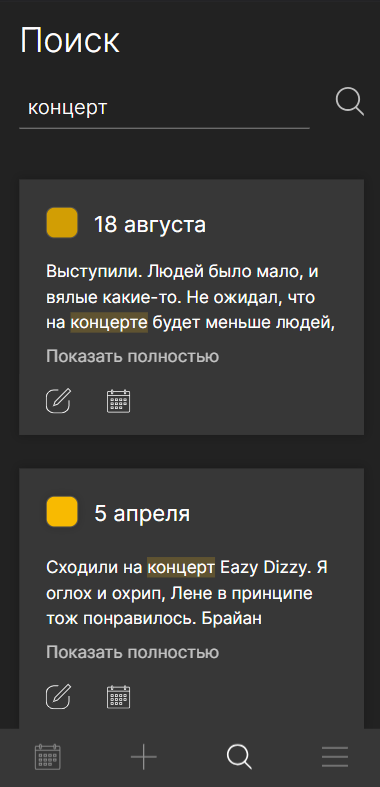 Поиск
концерт
18 августа
Выступили. Людей было мало, и
вялые какие-то. Не ожидал, что
на концерте будет меньше людей,
Показать полностью
5 апреля
Сходили на концерт Eazy Dizzy. Я
оглох и охрип, Лене в принципе
тож понравилось. Брайан
Показать полностью